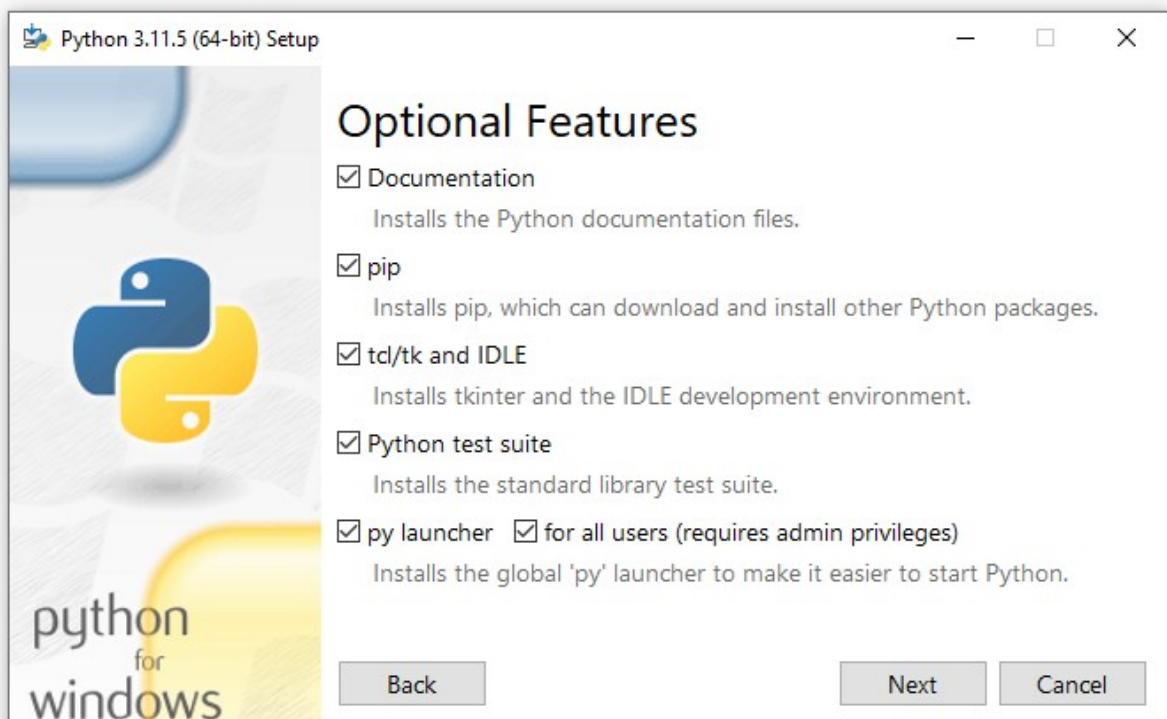 Python 3.11.5 (64-bit) Setup
Optional Features
Documentation
Installs the Python documentation files.
pip
Installs pip, which can download and install other Python packages.
tcl/tk and IDLE
Installs tkinter and the IDLE development environment.
Python test suite
Installs the standard library test suite.
py launcher for all users (requires admin privileges)
Installs the global 'py' launcher to make it easier to start Python.
python
for
windows
Back Next Cancel